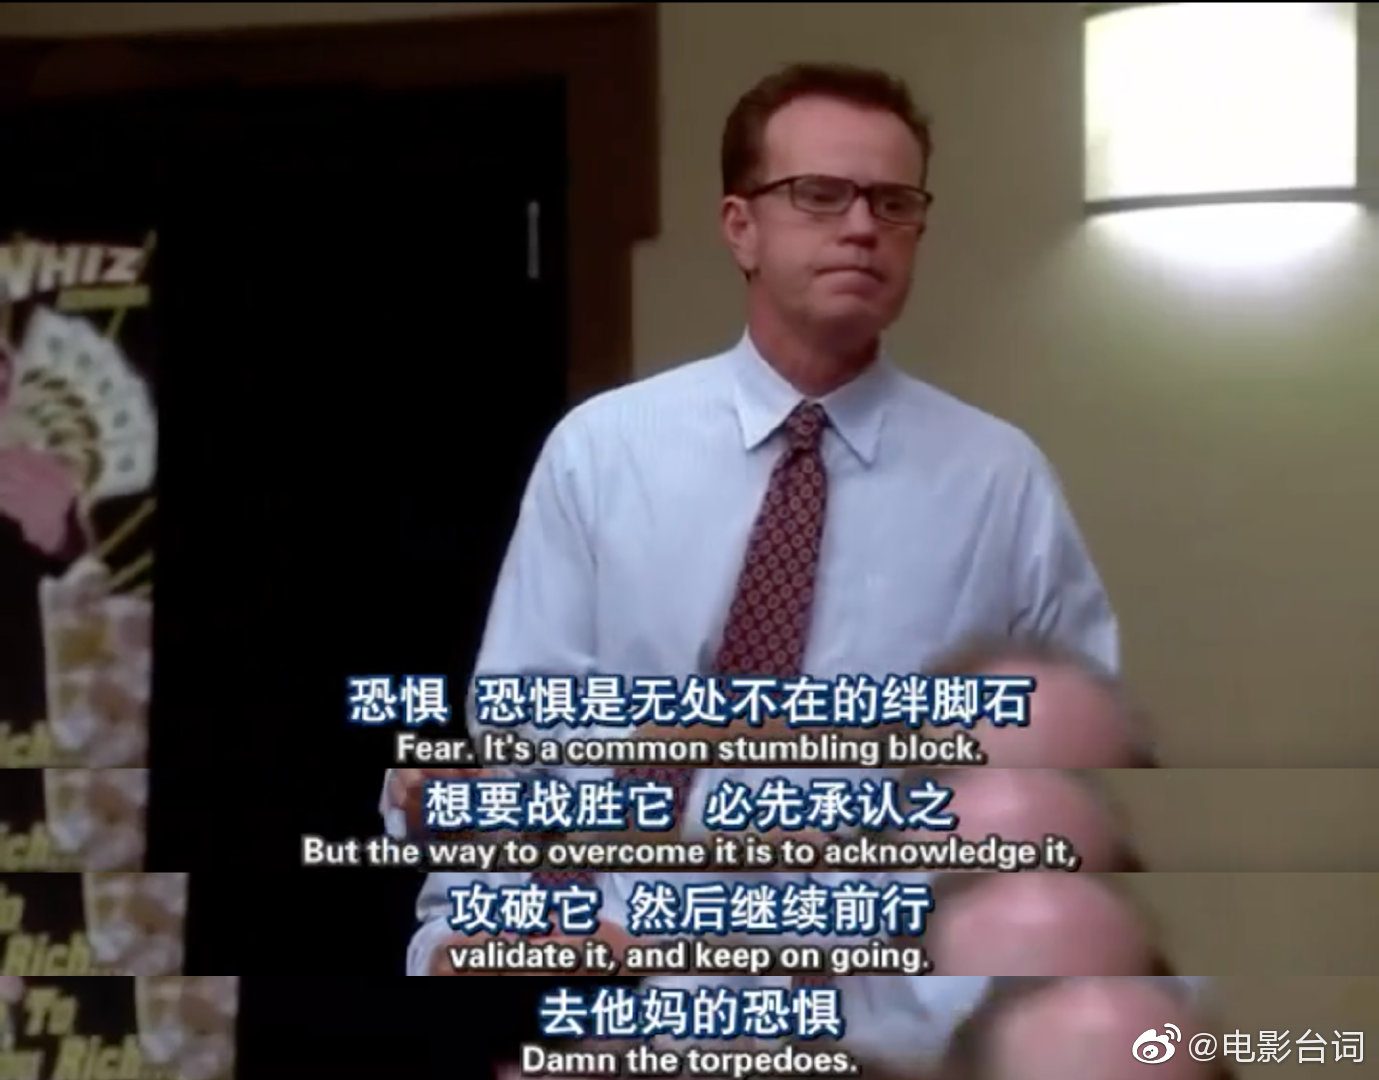 WHIZ
恐惧 恐惧是无处不在的绊脚石
Fear. It's a common stumbling block.
想要战胜它 必先承认之
But the way to overcome it is to acknowledge it,
攻破它 然后继续前行
validate it, and keep on going.
Rich
To
Rich
去他妈的恐惧
Damn the torpedoes.
@电影台词